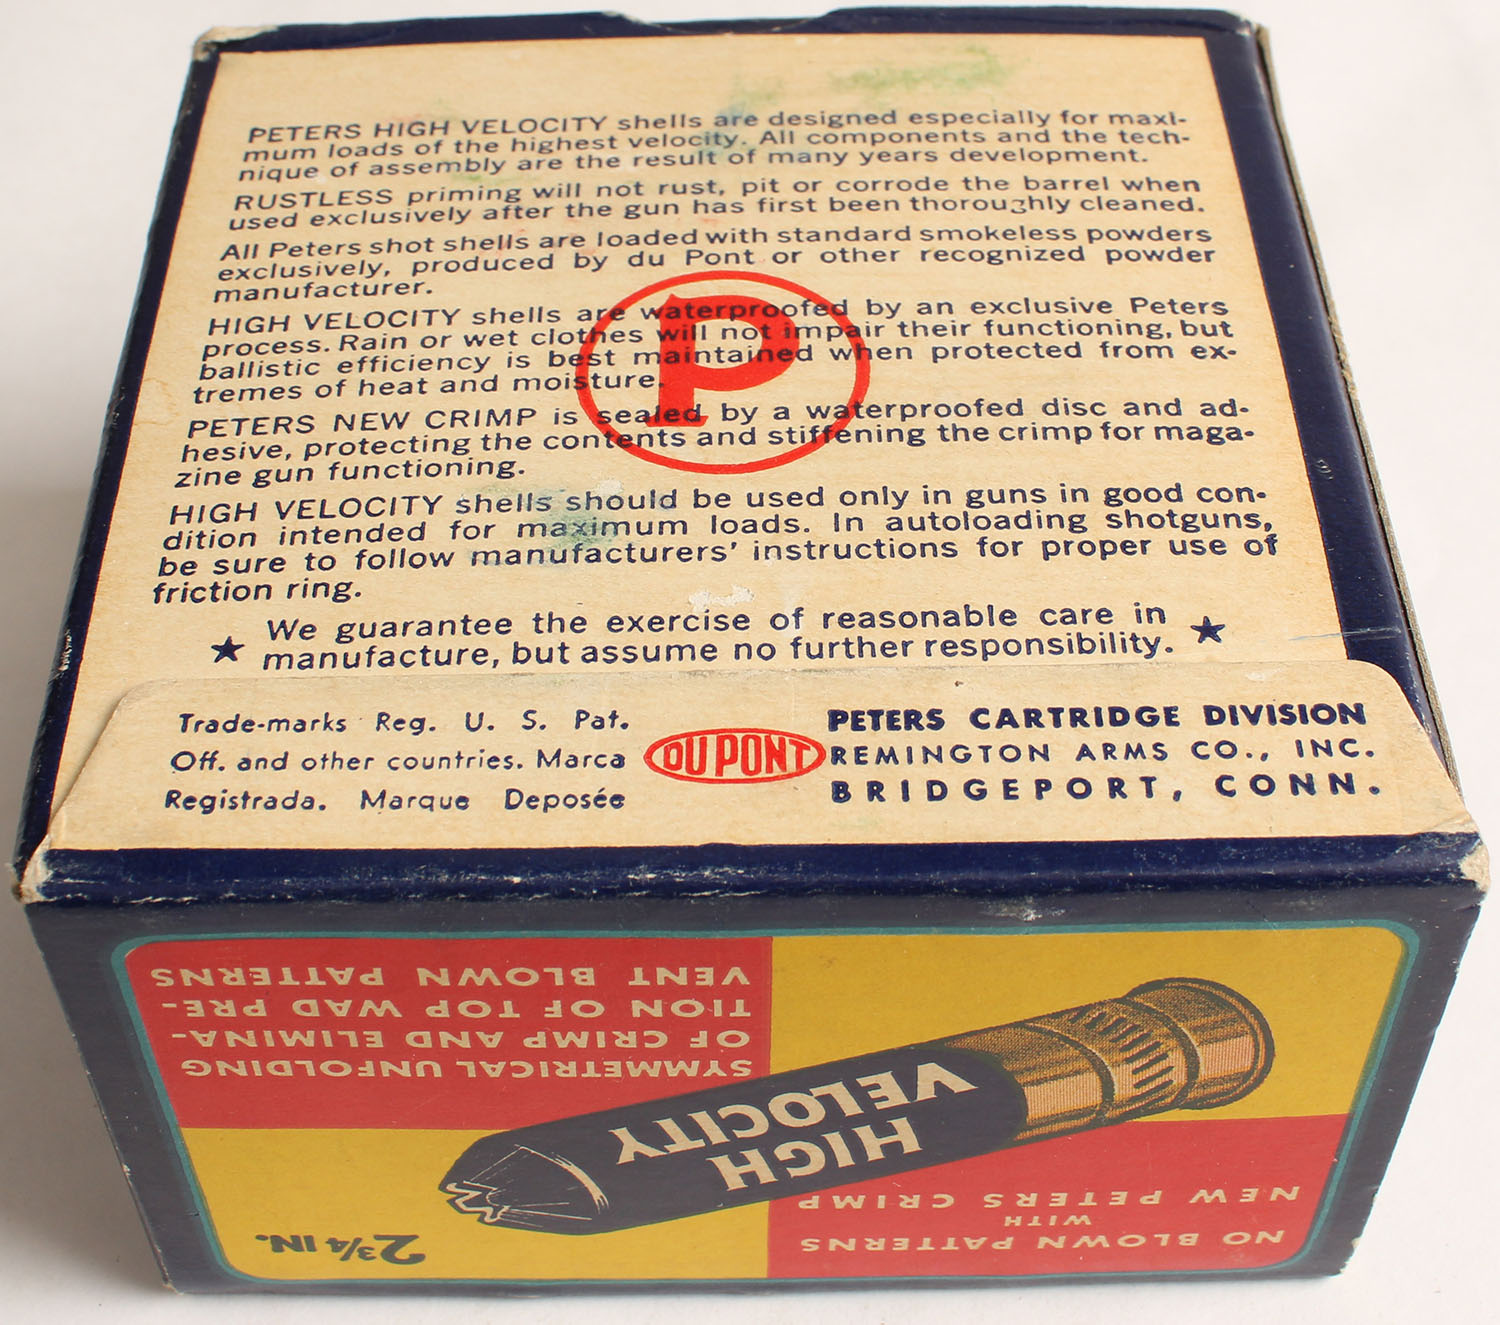 PETERS HIGH VELOCITY shells are designed especially for maxi-
mum loads of the highest velocity. All components and the tech-
nique of assembly are the result of many years development.
RUSTLESS priming will not rust, pit or corrode the barrel when
used exclusively after the gun has first been thoroughly cleaned.
All Peters shot shells are loaded with standard smokeless powders
exclusively, produced by du Pont or other recognized powder
manufacturer.
HIGH VELOCITY shells are waterproofed by an exclusive Peters
process. Rain or wet clothes will not impair their functioning, but
ballistic efficiency is best maintained when protected from ex-
tremes of heat and moisture.
PETERS NEW CRIMP is sealed by a waterproofed disc and ad-
hesive, protecting the contents and stiffening the crimp for maga-
zine gun functioning.
HIGH VELOCITY shells should be used only in guns in good con-
dition intended for maximum loads. In autoloading shotguns,
be sure to follow manufacturers' instructions for proper use of
friction ring.
We guarantee the exercise of reasonable care in
manufacture, but assume no further responsibility.
P
Trade-marks Reg. U. S. Pat.
Off. and other countries. Marca
Registrada. Marque Deposée
DU PONT
PETERS CARTRIDGE DIVISION
REMINGTON ARMS CO., INC.
BRIDGEPORT, CONN.
NO BLOWN PATTERNS
WITH
NEW PETERS CRIMP
2¾ IN.
HIGH
VELOCITY
SYMMETRICAL UNFOLDING
OF CRIMP AND ELIMINA-
TION OF TOP WAD PRE-
VENT BLOWN PATTERNS